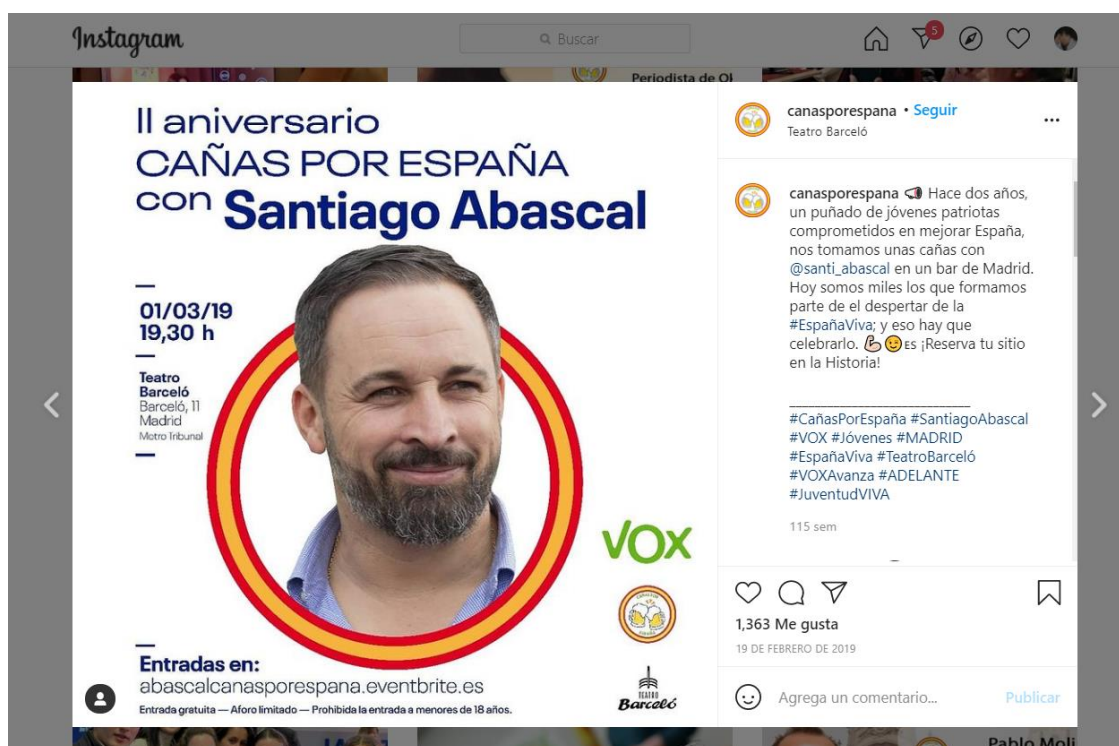 Instagram
Buscar
5
Periodista de Ok
II aniversario
CAÑAS POR ESPAÑA
con Santiago Abascal
01/03/19
19,30 h
Teatro
Barceló
Barceló, 11
Madrid
Metro Tribunal
VOX
ESPAÑA
TEATRO
Barceló
Entradas en:
abascalcanasporespana.eventbrite.es
Entrada gratuita — Aforo limitado — Prohibida la entrada a menores de 18 años.
canasporespana • Seguir
Teatro Barceló
canasporespana Hace dos años,
un puñado de jóvenes patriotas
comprometidos en mejorar España,
nos tomamos unas cañas con
@santi_abascal en un bar de Madrid.
Hoy somos miles los que formamos
parte de el despertar de la
#EspañaViva; y eso hay que
celebrarlo. 💪😉ES ¡Reserva tu sitio
en la Historia!
#CañasPorEspaña #SantiagoAbascal
#VOX #Jóvenes #MADRID
#EspañaViva #TeatroBarceló
#VOXAvanza #ADELANTE
#JuventudVIVA
115 sem
1,363 Me gusta
19 DE FEBRERO DE 2019
Agrega un comentario...
Publicar
Pablo Moli